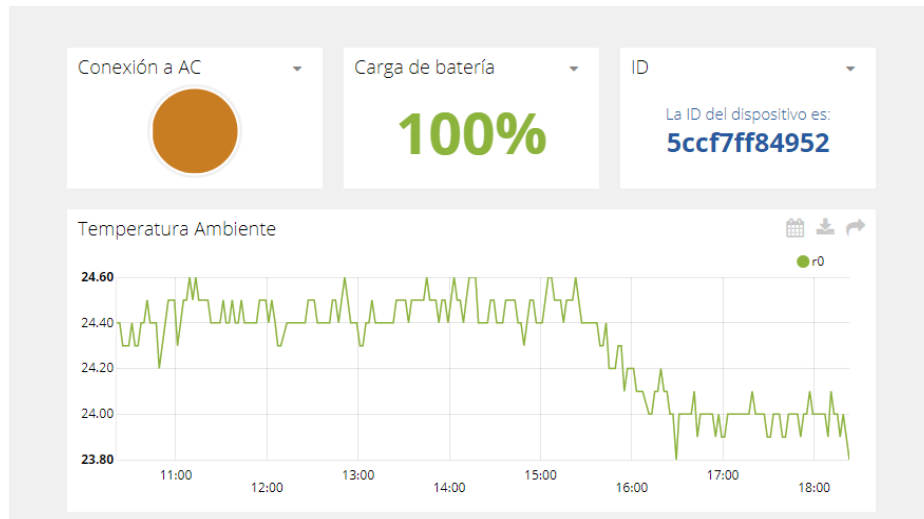 Conexión a AC
Carga de batería
ID
100%
La ID del dispositivo es:
5ccf7ff84952
Temperatura Ambiente
r0
24.60
24.40
24.20
24.00
23.80
11:00
12:00
13:00
14:00
15:00
16:00
17:00
18:00